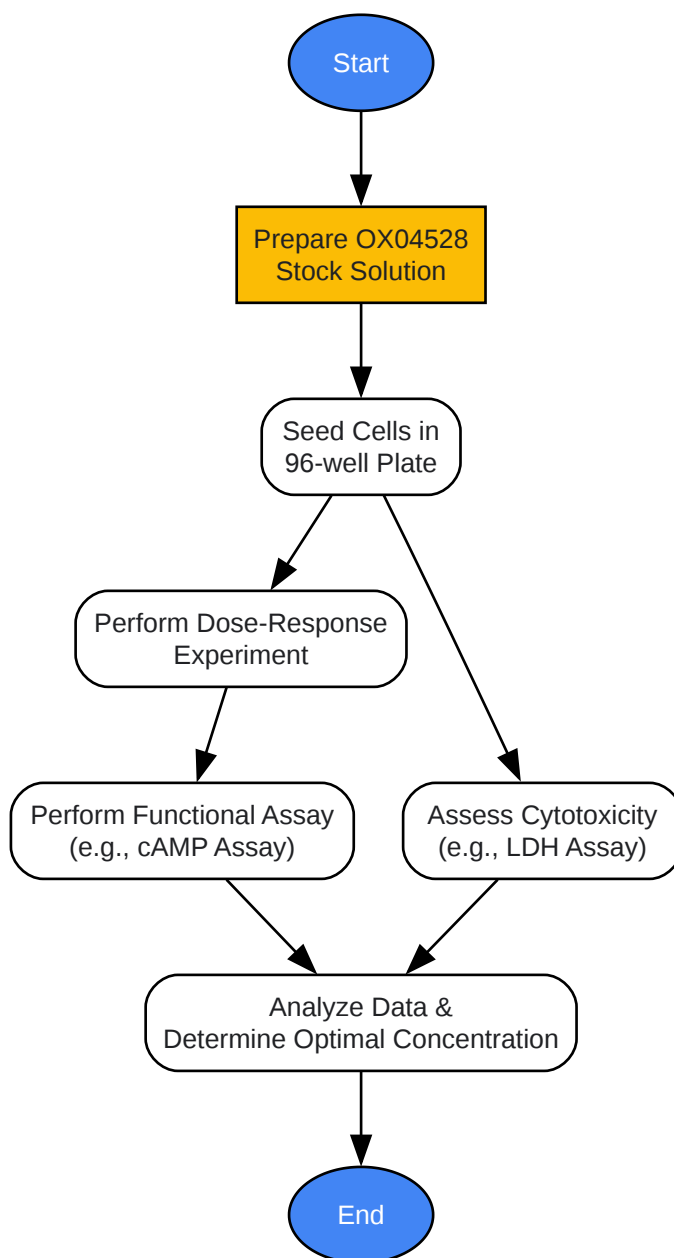 Start
Prepare OX04528
Stock Solution
Seed Cells in
96-well Plate
Perform Dose-Response
Experiment
Perform Functional Assay
(e.g., cAMP Assay)
Assess Cytotoxicity
(e.g., LDH Assay)
Analyze Data &
Determine Optimal Concentration
End